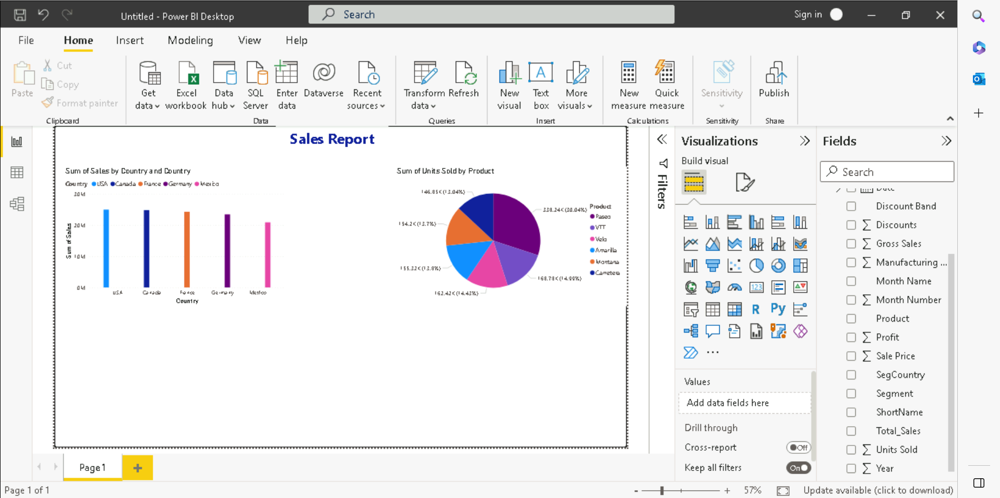 Untitled - Power BI Desktop
Search
Sign in
File Home Insert Modeling View Help
Paste
Cut
Copy
Format painter
Clipboard
Get data
Excel workbook
Data hub
SQL Server
Enter data
Dataverse
Recent sources
Data
Transform data
Refresh
Queries
New visual
Text box
More visuals
Insert
New measure
Quick measure
Calculations
Sensitivity
Sensitivity
Publish
Share
Sales Report
Sum of Sales by Country and Country
Country USA Canada France Germany Mexico
30M
20M
10M
0M
Sum of Sales
USA Canada France Germany Mexico
Country
Sum of Units Sold by Product
146.85K (13.04%)
338.24K (30.04%)
154.2K (13.7%)
155.32K (13.8%)
168.78K (14.99%)
162.42K (14.43%)
Product
Paseo
VTT
Velo
Amarilla
Montana
Carretera
Filters
Visualizations
Build visual
123
R
Py
Values
Add data fields here
Drill through
Cross-report
Off
Keep all filters
On
Fields
Search
Date
Discount Band
Discounts
Gross Sales
Manufacturing ...
Month Name
Month Number
Product
Profit
Sale Price
SegCountry
Segment
ShortName
Total_Sales
Units Sold
Year
Page 1
Page 1 of 1
57%
Update available (click to download)